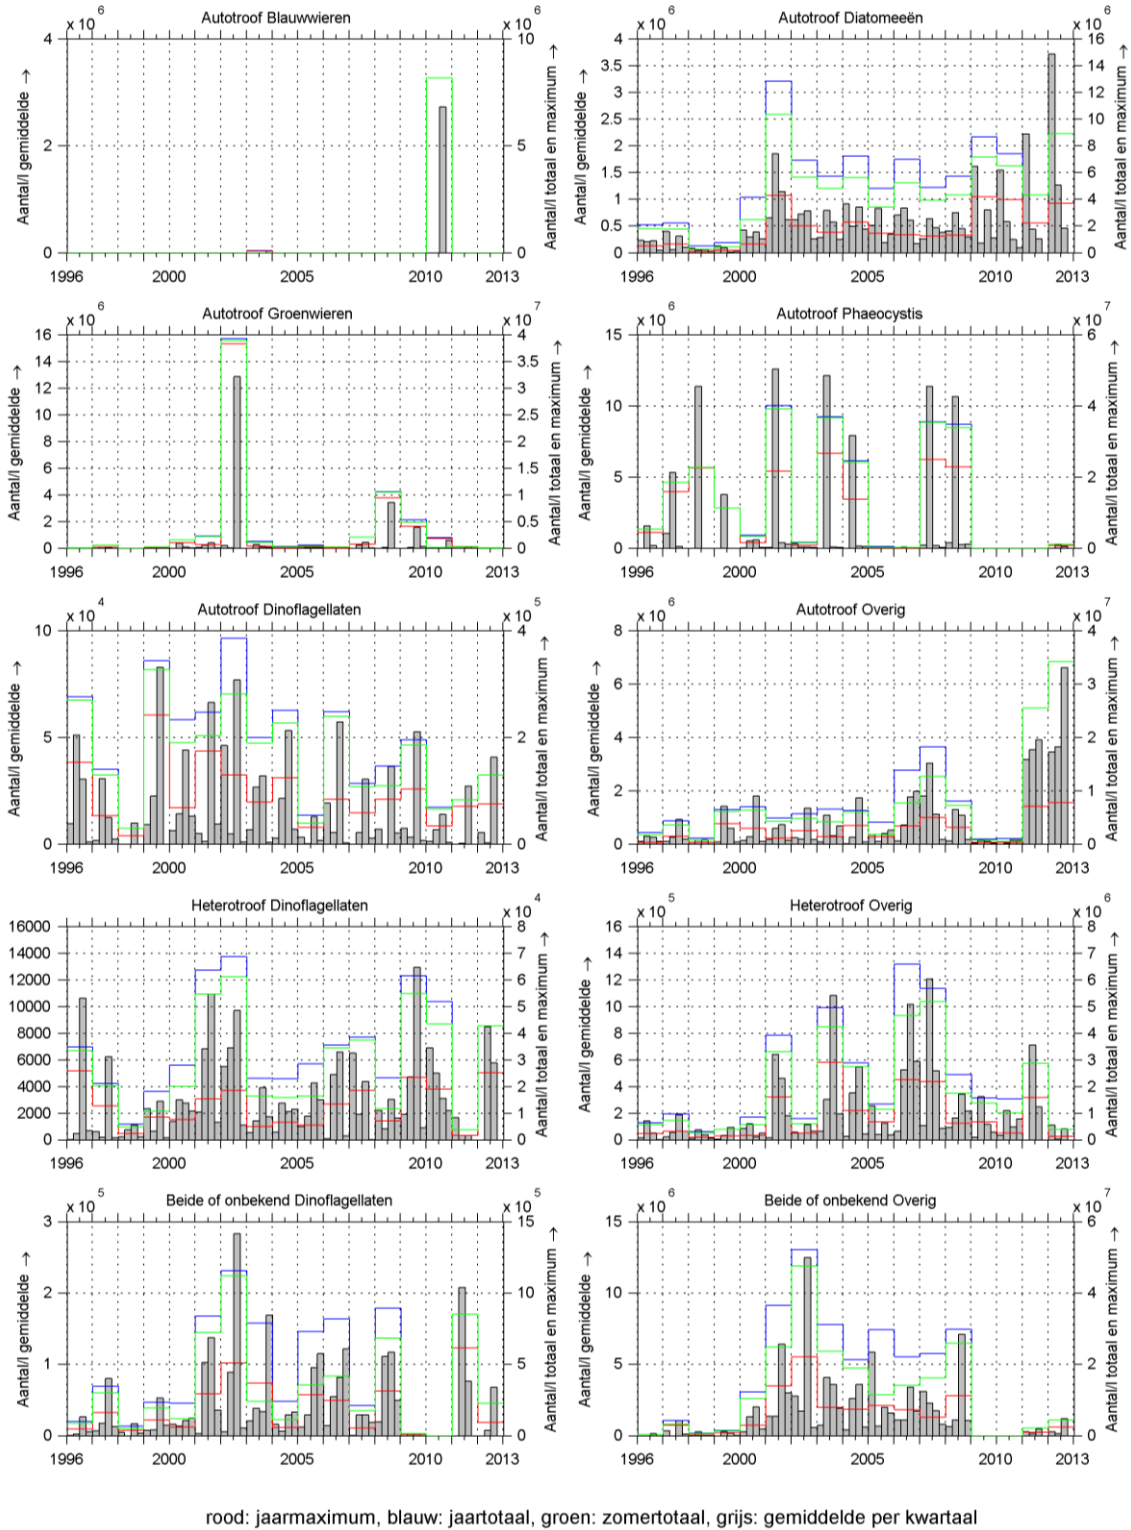 Autotroof Blauwwieren
x 10 6
x 10 6
4
2
0
10
5
0
Aantal/l gemiddelde →
Aantal/l totaal en maximum →
1996 2000 2005 2010 2013
Autotroof Diatomeeën
x 10 6
x 10 6
4
3.5
3
2.5
2
1.5
1
0.5
0
16
14
12
10
8
6
4
2
0
Aantal/l gemiddelde →
Aantal/l totaal en maximum →
1996 2000 2005 2010 2013
Autotroof Groenwieren
x 10 6
x 10 7
16
14
12
10
8
6
4
2
0
4
3.5
3
2.5
2
1.5
1
0.5
0
Aantal/l gemiddelde →
Aantal/l totaal en maximum →
1996 2000 2005 2010 2013
Autotroof Phaeocystis
x 10 6
x 10 7
15
10
5
0
6
4
2
0
Aantal/l gemiddelde →
Aantal/l totaal en maximum →
1996 2000 2005 2010 2013
Autotroof Dinoflagellaten
x 10 4
x 10 5
10
5
0
4
2
0
Aantal/l gemiddelde →
Aantal/l totaal en maximum →
1996 2000 2005 2010 2013
Autotroof Overig
x 10 6
x 10 7
8
6
4
2
0
4
3
2
1
0
Aantal/l gemiddelde →
Aantal/l totaal en maximum →
1996 2000 2005 2010 2013
Heterotroof Dinoflagellaten
x 10 4
16000
14000
12000
10000
8000
6000
4000
2000
0
8
7
6
5
4
3
2
1
0
Aantal/l gemiddelde →
Aantal/l totaal en maximum →
1996 2000 2005 2010 2013
Heterotroof Overig
x 10 5
x 10 6
16
14
12
10
8
6
4
2
0
8
7
6
5
4
3
2
1
0
Aantal/l gemiddelde →
Aantal/l totaal en maximum →
1996 2000 2005 2010 2013
Beide of onbekend Dinoflagellaten
x 10 5
x 10 5
3
2
1
0
15
10
5
0
Aantal/l gemiddelde →
Aantal/l totaal en maximum →
1996 2000 2005 2010 2013
Beide of onbekend Overig
x 10 6
x 10 7
15
10
5
0
6
4
2
0
Aantal/l gemiddelde →
Aantal/l totaal en maximum →
1996 2000 2005 2010 2013
rood: jaarmaximum, blauw: jaartotaal, groen: zomertotaal, grijs: gemiddelde per kwartaal